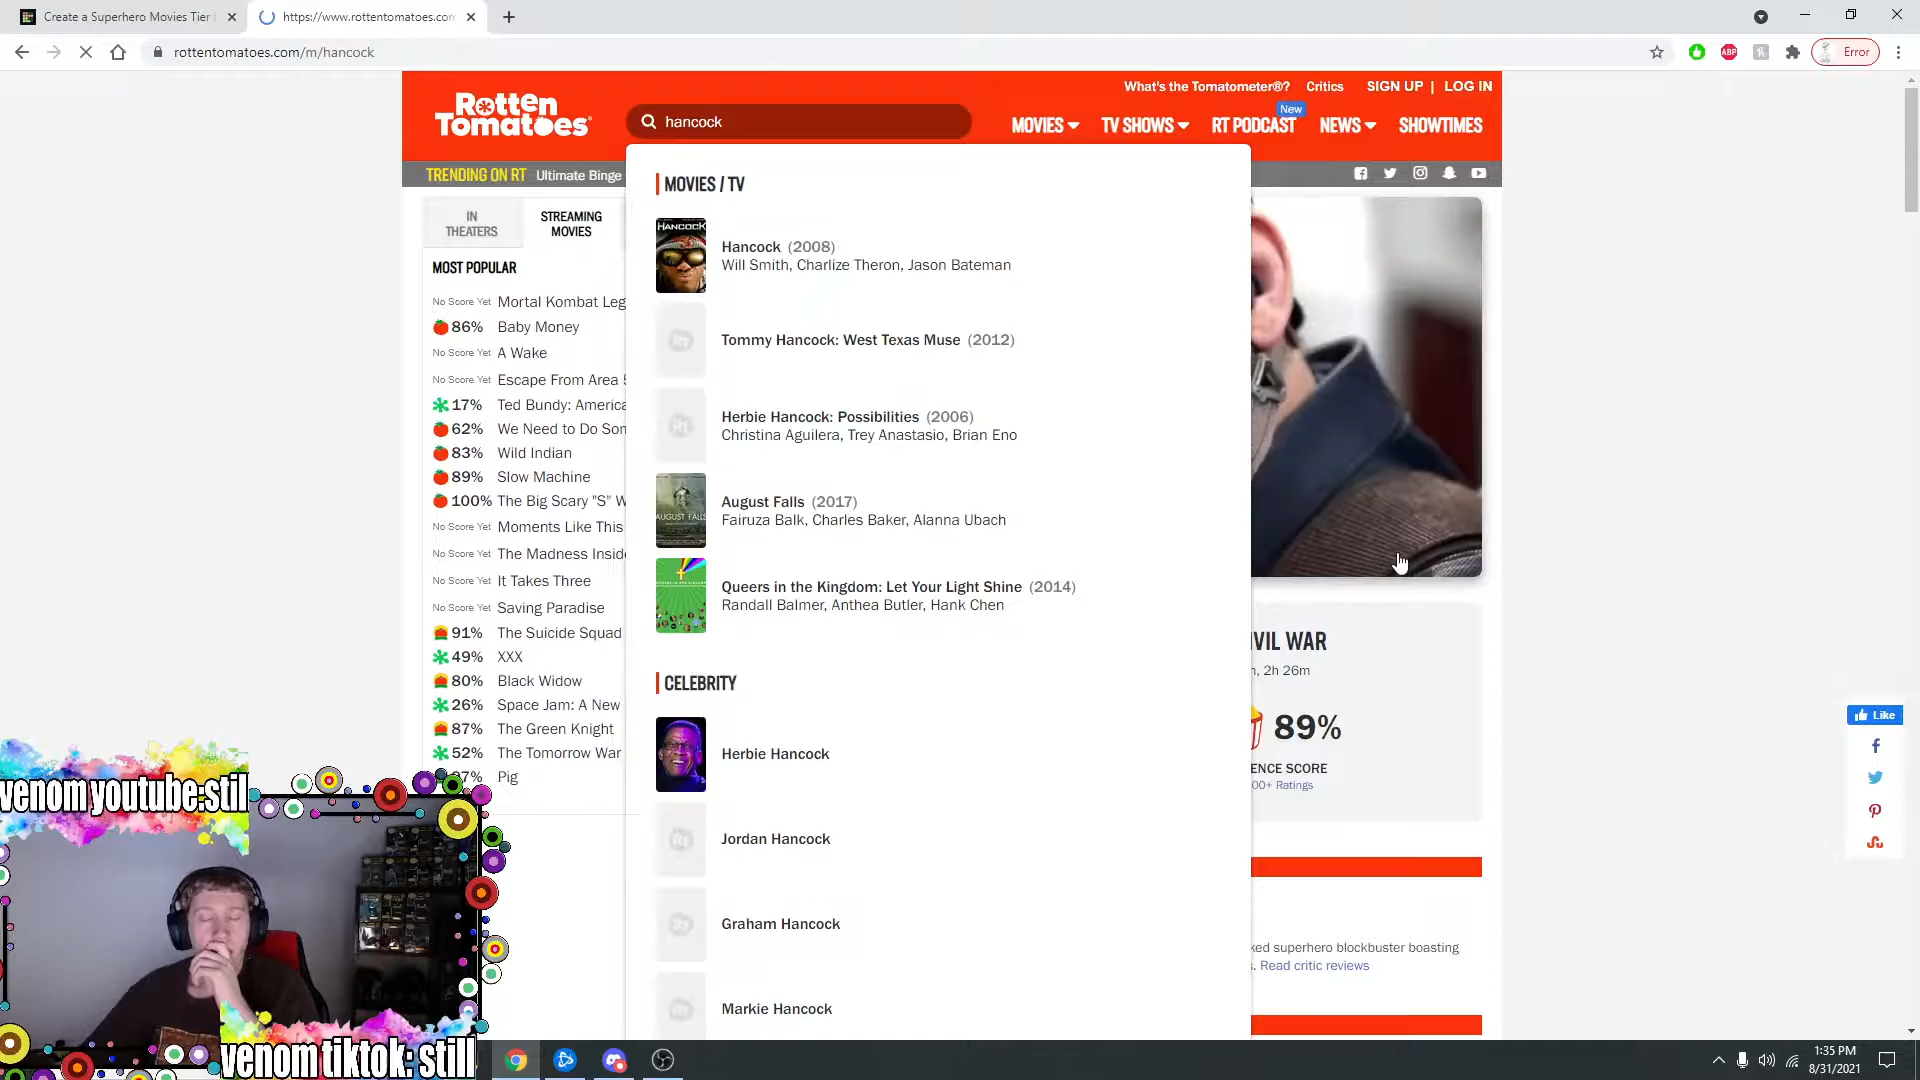 Create a Superhero Movies Tier
https://www.rottentomatoes.com
rottentomatoes.com/m/hancock
ABP
Error
What's the Tomatometer®?
Critics
SIGN UP | LOG IN
Rotten
Tomatoes
hancock
MOVIES
TV SHOWS
New
RT PODCAST
NEWS
SHOWTIMES
TRENDING ON RT
Ultimate Binge
IN
THEATERS
STREAMING
MOVIES
MOST POPULAR
No Score Yet Mortal Kombat Leg
86% Baby Money
No Score Yet A Wake
No Score Yet Escape From Area
17% Ted Bundy: America
62% We Need to Do Som
83% Wild Indian
89% Slow Machine
100% The Big Scary "S" W
No Score Yet Moments Like This
No Score Yet The Madness Inside
No Score Yet It Takes Three
No Score Yet Saving Paradise
91% The Suicide Squad
49% XXX
80% Black Widow
26% Space Jam: A New
87% The Green Knight
52% The Tomorrow War
97% Pig
MOVIES / TV
HANCOCK
Hancock (2008)
Will Smith, Charlize Theron, Jason Bateman
Tommy Hancock: West Texas Muse (2012)
Herbie Hancock: Possibilities (2006)
Christina Aguilera, Trey Anastasio, Brian Eno
AUGUST FALLS
August Falls (2017)
Fairuza Balk, Charles Baker, Alanna Ubach
Queers in the Kingdom: Let Your Light Shine (2014)
Randall Balmer, Anthea Butler, Hank Chen
CELEBRITY
Herbie Hancock
Jordan Hancock
Graham Hancock
Markie Hancock
IVIL WAR
, 2h 26m
89%
ENCE SCORE
00+ Ratings
ked superhero blockbuster boasting
s. Read critic reviews
Like
venom youtube:still
venom tiktok: still
1:35 PM
8/31/2021